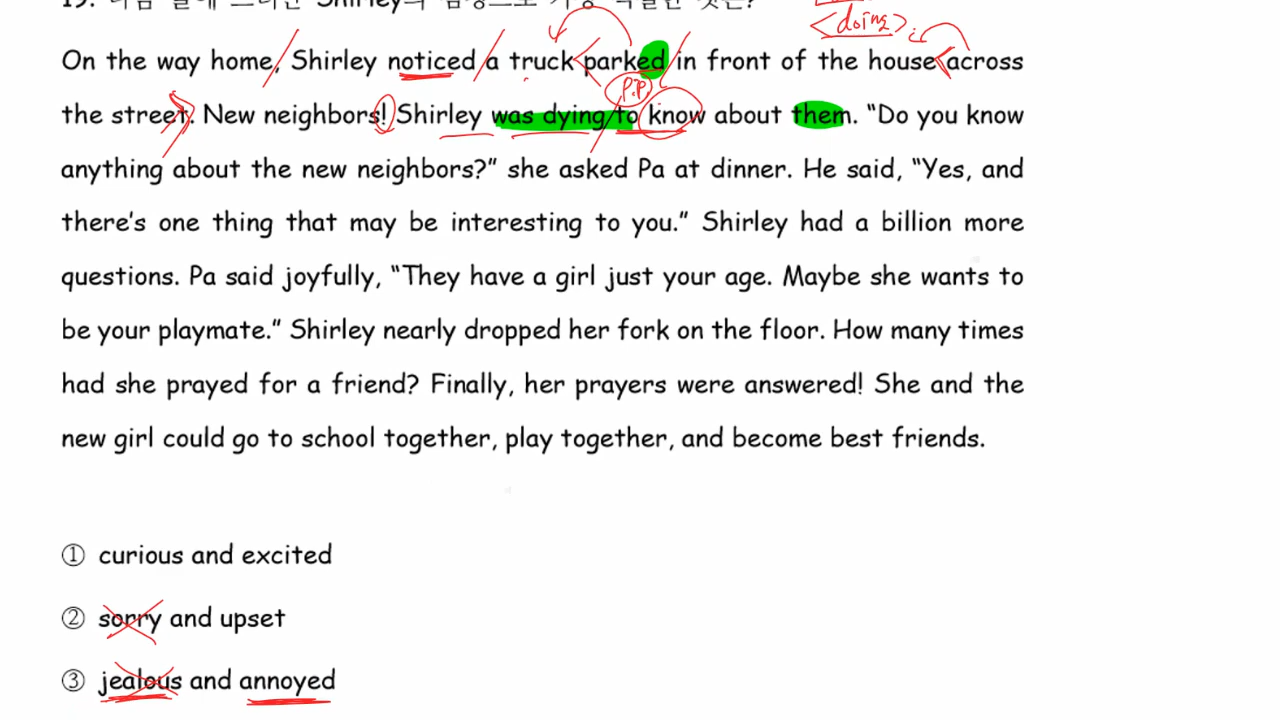 <doing>
On the way home, Shirley noticed a truck parked in front of the house across
P.P.
the street. New neighbors! Shirley was dying to know about them. “Do you know
anything about the new neighbors?” she asked Pa at dinner. He said, “Yes, and
there’s one thing that may be interesting to you.” Shirley had a billion more
questions. Pa said joyfully, “They have a girl just your age. Maybe she wants to
be your playmate.” Shirley nearly dropped her fork on the floor. How many times
had she prayed for a friend? Finally, her prayers were answered! She and the
new girl could go to school together, play together, and become best friends.
① curious and excited
② sorry and upset
③ jealous and annoyed